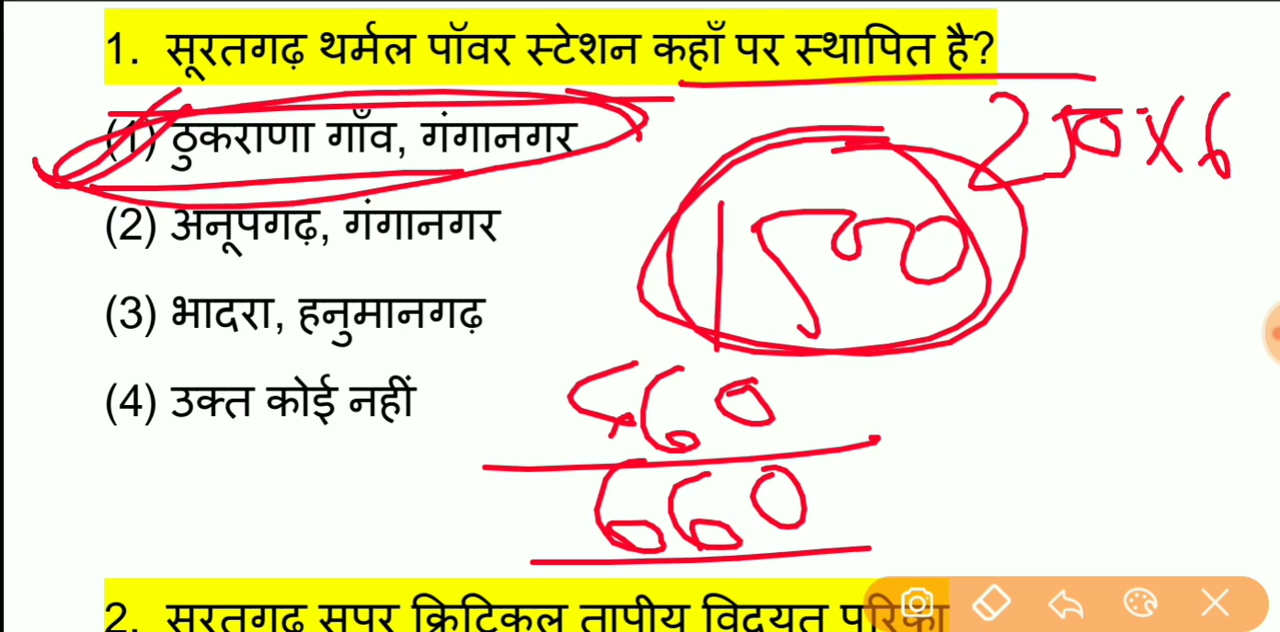 1. सूरतगढ़ थर्मल पॉवर स्टेशन कहाँ पर स्थापित है?
(1) ठुकराणा गाँव, गंगानगर
250 × 6
(2) अनूपगढ़, गंगानगर
1500
(3) भादरा, हनुमानगढ़
(4) उक्त कोई नहीं
660
660
2. सूरतगढ़ सुपर क्रिटिकल तापीय विद्युत